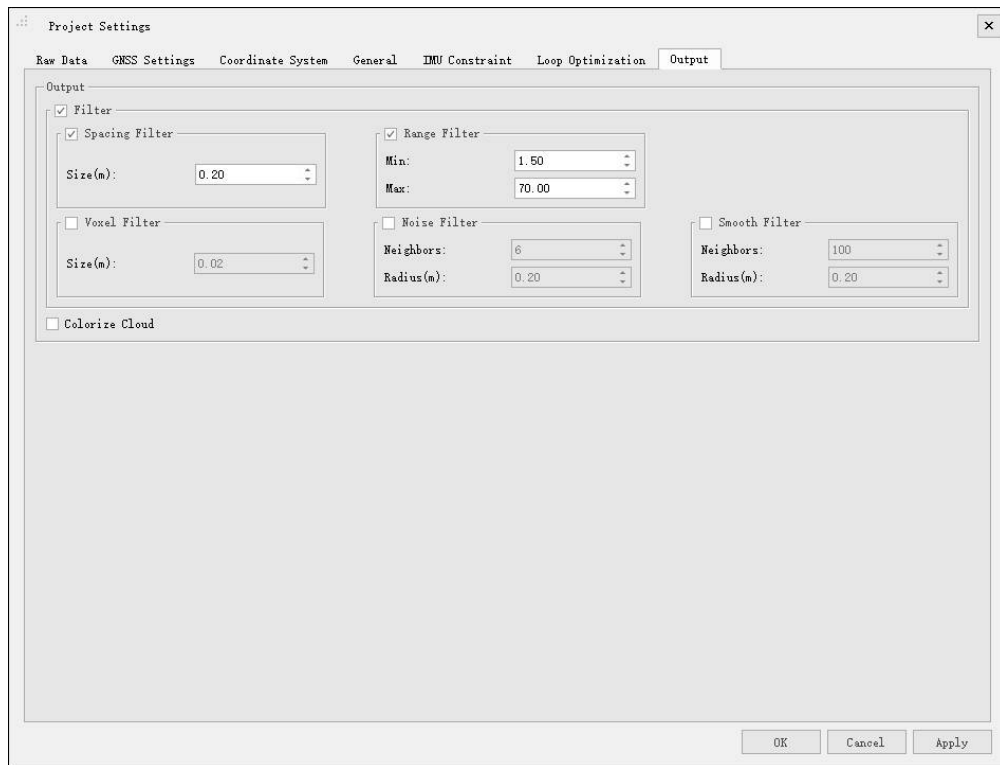 Project Settings
Raw Data GNSS Settings Coordinate System General IMU Constraint Loop Optimization Output
Output
Filter
Spacing Filter
Size(m): 0.20
Range Filter
Min: 1.50
Max: 70.00
Voxel Filter
Size(m): 0.02
Noise Filter
Neighbors: 6
Radius(m): 0.20
Smooth Filter
Neighbors: 100
Radius(m): 0.20
Colorize Cloud
OK Cancel Apply